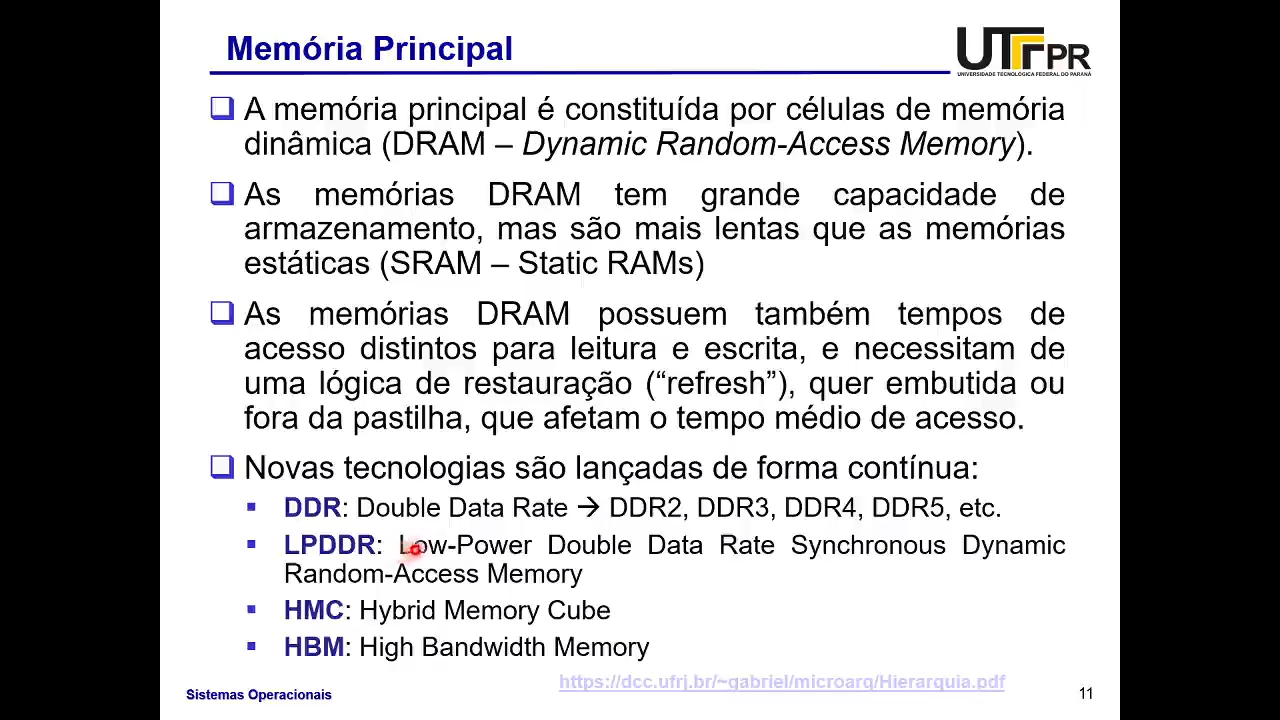 Memória Principal
UTFPR
UNIVERSIDADE TECNOLÓGICA FEDERAL DO PARANÁ
A memória principal é constituída por células de memória
dinâmica (DRAM – Dynamic Random-Access Memory).
As memórias DRAM tem grande capacidade de
armazenamento, mas são mais lentas que as memórias
estáticas (SRAM – Static RAMs)
As memórias DRAM possuem também tempos de
acesso distintos para leitura e escrita, e necessitam de
uma lógica de restauração (“refresh”), quer embutida ou
fora da pastilha, que afetam o tempo médio de acesso.
Novas tecnologias são lançadas de forma contínua:
DDR: Double Data Rate → DDR2, DDR3, DDR4, DDR5, etc.
LPDDR: Low-Power Double Data Rate Synchronous Dynamic
Random-Access Memory
HMC: Hybrid Memory Cube
HBM: High Bandwidth Memory
https://dcc.ufrj.br/~gabriel/microarq/Hierarquia.pdf
Sistemas Operacionais
11